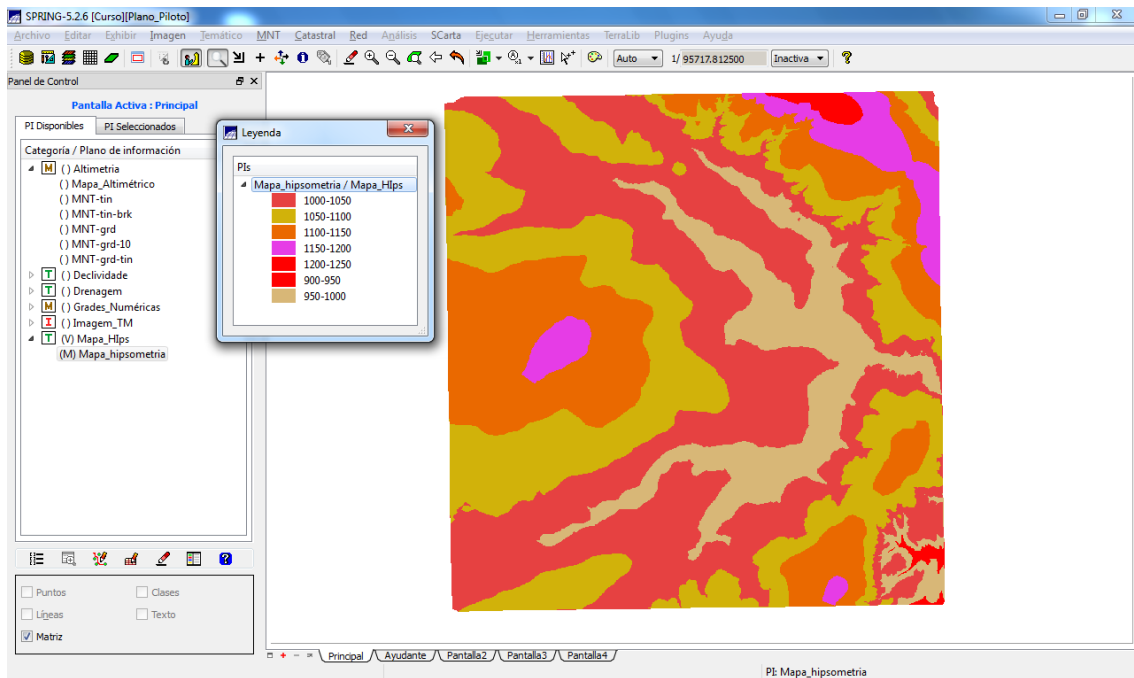 SPRING-5.2.6 [Curso][Plano_Piloto]
Archivo Editar Exhibir Imagen Temático MNT Catastral Red Análisis SCarta Ejecutar Herramientas TerraLib Plugins Ayuda
Auto 1/ 95717.812500 Inactiva ?
Panel de Control
Pantalla Activa : Principal
PI Disponibles PI Seleccionados
Categoría / Plano de información
M () Altimetria
() Mapa_Altimétrico
() MNT-tin
() MNT-tin-brk
() MNT-grd
() MNT-grd-10
() MNT-grd-tin
T () Declividade
T () Drenagem
M () Grades_Numéricas
I () Imagem_TM
T (V) Mapa_HIps
(M) Mapa_hipsometria
Leyenda
PIs
Mapa_hipsometria / Mapa_HIps
1000-1050
1050-1100
1100-1150
1150-1200
1200-1250
900-950
950-1000
Puntos Clases
Líneas Texto
Matriz
Principal Ayudante Pantalla2 Pantalla3 Pantalla4
PI: Mapa_hipsometria